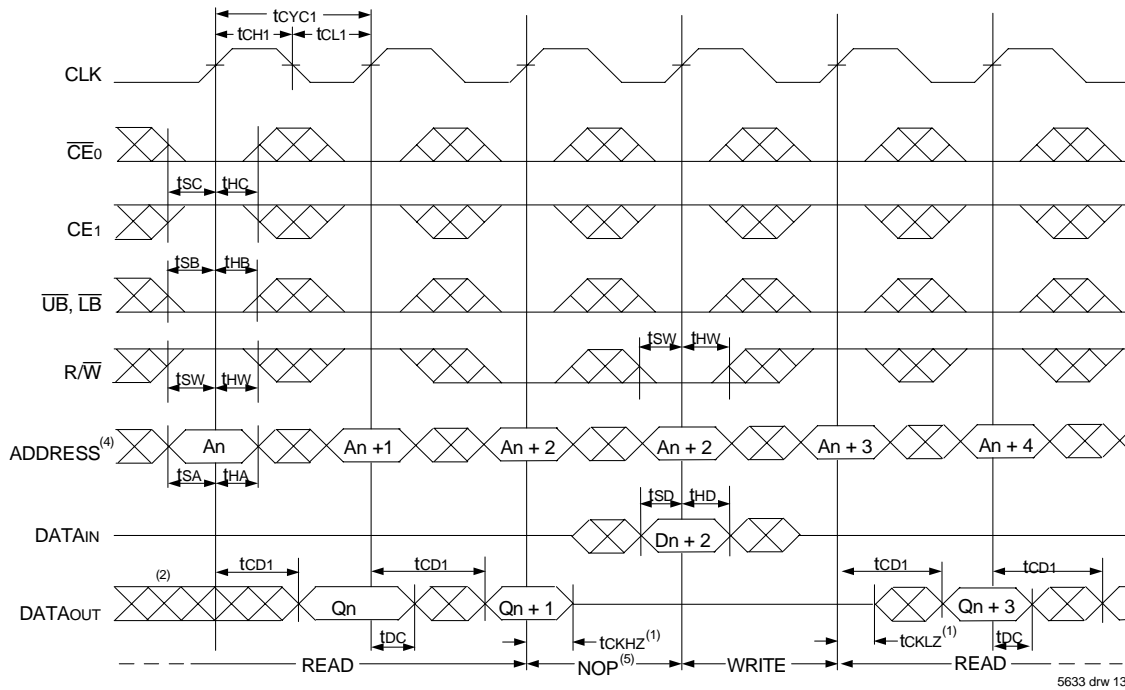 tCYC1
tCH1 tCL1
CLK
CE0
tSC tHC
CE1
tSB tHB
UB, LB
tSW tHW
R/W
tSW tHW
ADDRESS(4) An An +1 An + 2 An + 2 An + 3 An + 4
tSA tHA
tSD tHD
DATAIN Dn + 2
(2) tCD1 tCD1 tCD1 tCD1
DATAOUT Qn Qn + 1 Qn + 3
tDC tCKHZ(1) tCKLZ(1) tDC
READ NOP(5) WRITE READ
5633 drw 13